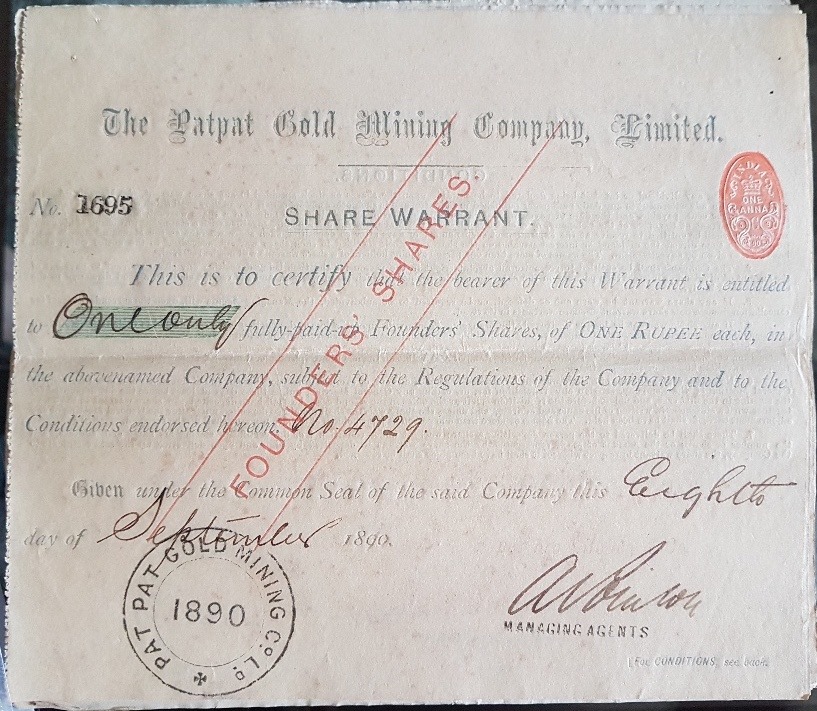 The Patpat Gold Mining Company, Limited.
No. 1695
SHARE WARRANT.
INDIA
ONE
ANNA
This is to certify that the bearer of this Warrant is entitled
to One only fully-paid-up Founders' Shares, of ONE RUPEE each, in
the abovenamed Company, subject to the Regulations of the Company and to the
Conditions endorsed hereon. No. 4729.
FOUNDERS' SHARES
Given under the Common Seal of the said Company this Eighth
day of September 1890.
PAT PAT GOLD MINING Co. LD.
1890
MANAGING AGENTS
[For CONDITIONS, see back.